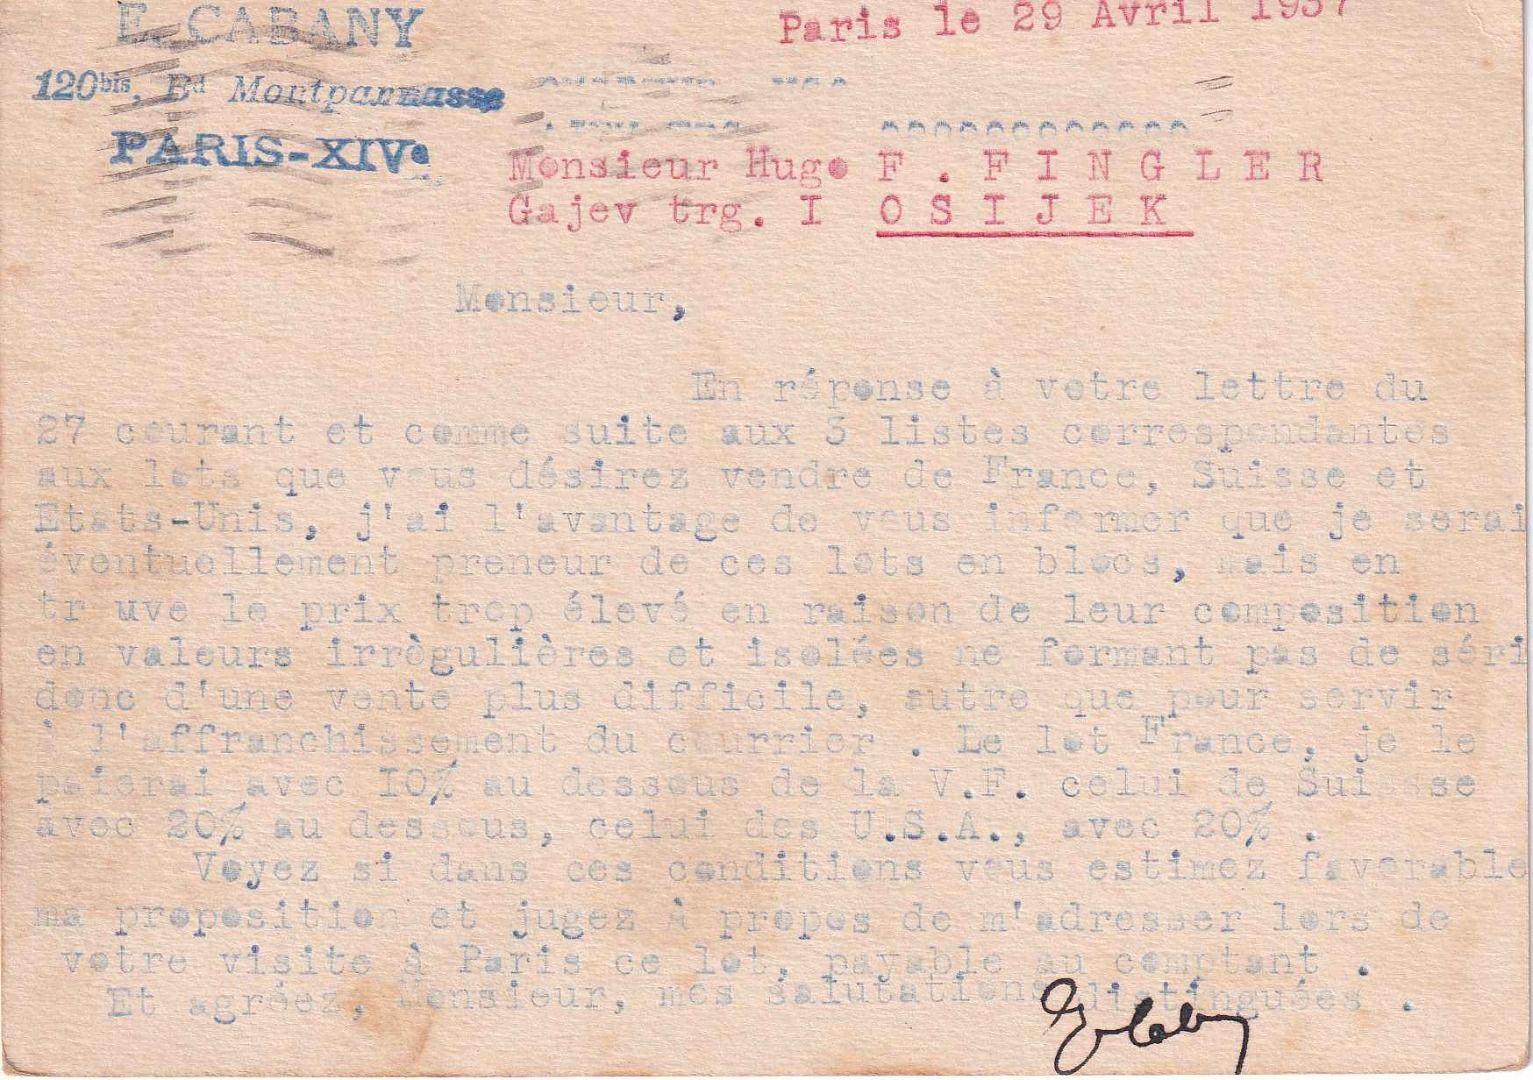 E. CABANY
Paris le 29 Avril 1937
120bis, Bd Montparnasse
PARIS-XIVe
Monsieur Hugo F. FINGLER
Gajev trg. I OSIJEK
Monsieur,
En réponse à votre lettre du
27 courant et comme suite aux 3 listes correspondantes
aux lots que vous désirez vendre de France, Suisse et
Etats-Unis, j'ai l'avantage de vous informer que je serai
éventuellement preneur de ces lots en blocs, mais en
tr uve le prix trop élevé en raison de leur composition
en valeurs irrègulières et isolées ne formant pas de séri
donc d'une vente plus difficile, autre que pour servir
à l'affranchissement du courrier . Le lot France, je le
paierai avec I0% au dessous de la V.F. celui de Suisse
avec 20% au dessous, celui des U.S.A., avec 20% .
Voyez si dans ces conditions vous estimez favorable
ma proposition et jugez à propos de m'adresser lors de
votre visite à Paris ce lot, payable au comptant .
Et agréez, Monsieur, mes salutations distinguées .